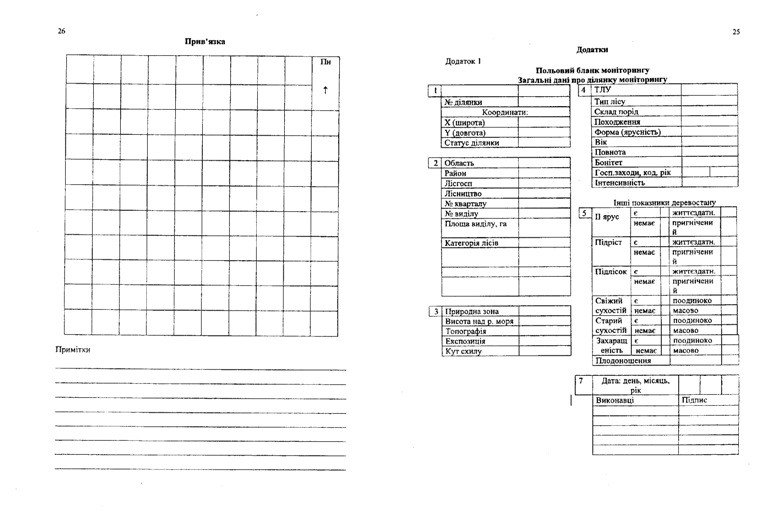 26
Прив'язка
Пн
↑
Примітки
25
Додатки
Додаток 1
Польовий бланк моніторингу
Загальні дані про ділянку моніторингу
1
№ ділянки
Координати:
X (широта)
Y (довгота)
Статус ділянки
2 Область
Район
Лісгосп
Лісництво
№ кварталу
№ виділу
Площа виділу, га
Категорія лісів
3 Природна зона
Висота над р. моря
Топографія
Експозиція
Кут схилу
4 ТЛУ
Тип лісу
Склад порід
Походження
Форма (ярусність)
Вік
Повнота
Бонітет
Госп.заходи, код, рік
Інтенсивність
Інші показники деревостану
5 II ярус є життєздатн.
немає пригнічени
й
Підріст є життєздатн.
немає пригнічени
й
Підлісок є життєздатн.
немає пригнічени
й
Свіжий є поодиноко
сухостій немає масово
Старий є поодиноко
сухостій немає масово
Захаращ є поодиноко
еність немає масово
Плодоношення
7 Дата: день, місяць,
рік
Виконавці Підпис